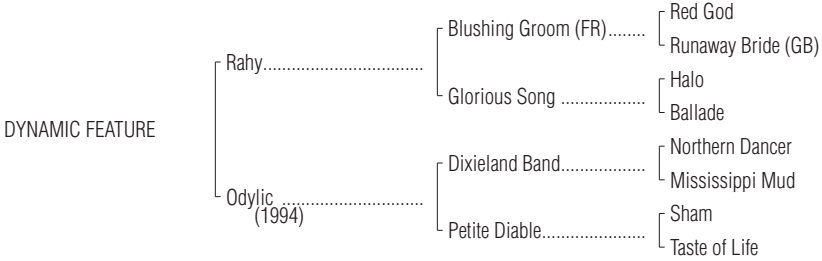 Red God
Blushing Groom (FR)........
Runaway Bride (GB)
Rahy..................................
Halo
Glorious Song ..................
Ballade
DYNAMIC FEATURE
Northern Dancer
Dixieland Band..................
Mississippi Mud
Odylic ..............................
(1994)
Sham
Petite Diable......................
Taste of Life